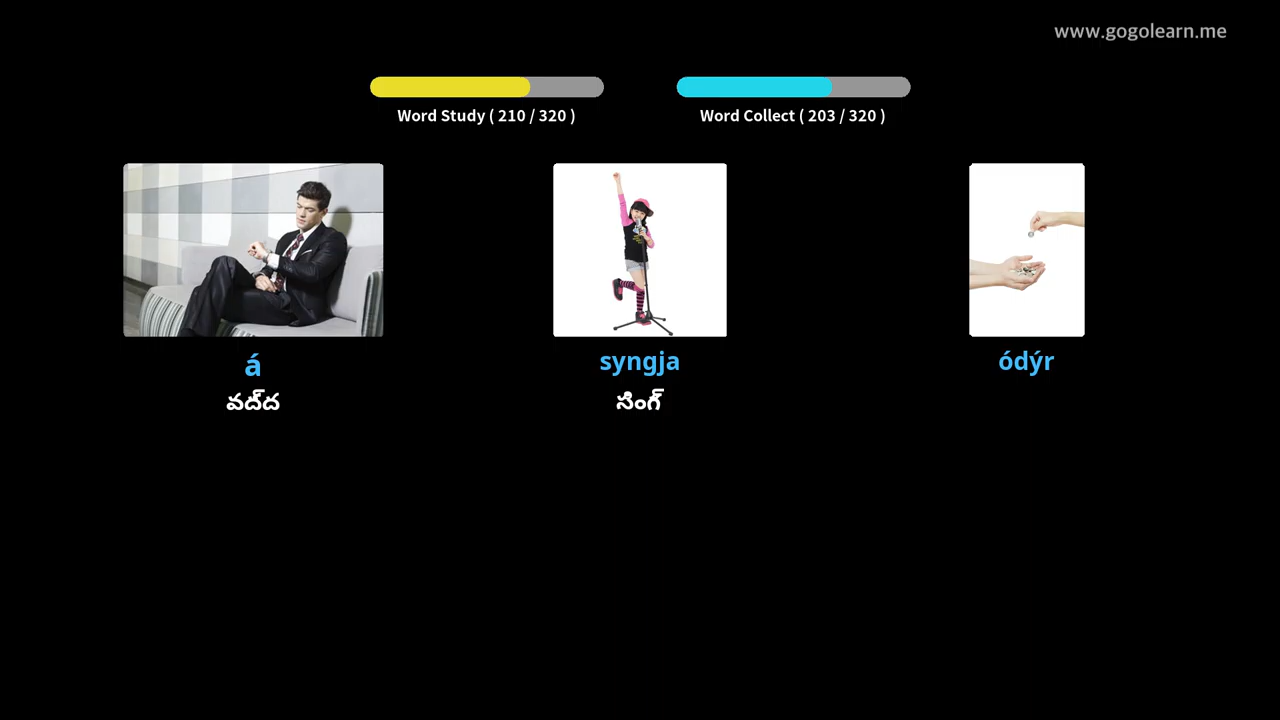 www.gogolearn.me
Word Study ( 210 / 320 )
Word Collect ( 203 / 320 )
á
syngja
ódýr
వద్ద
సింగ్